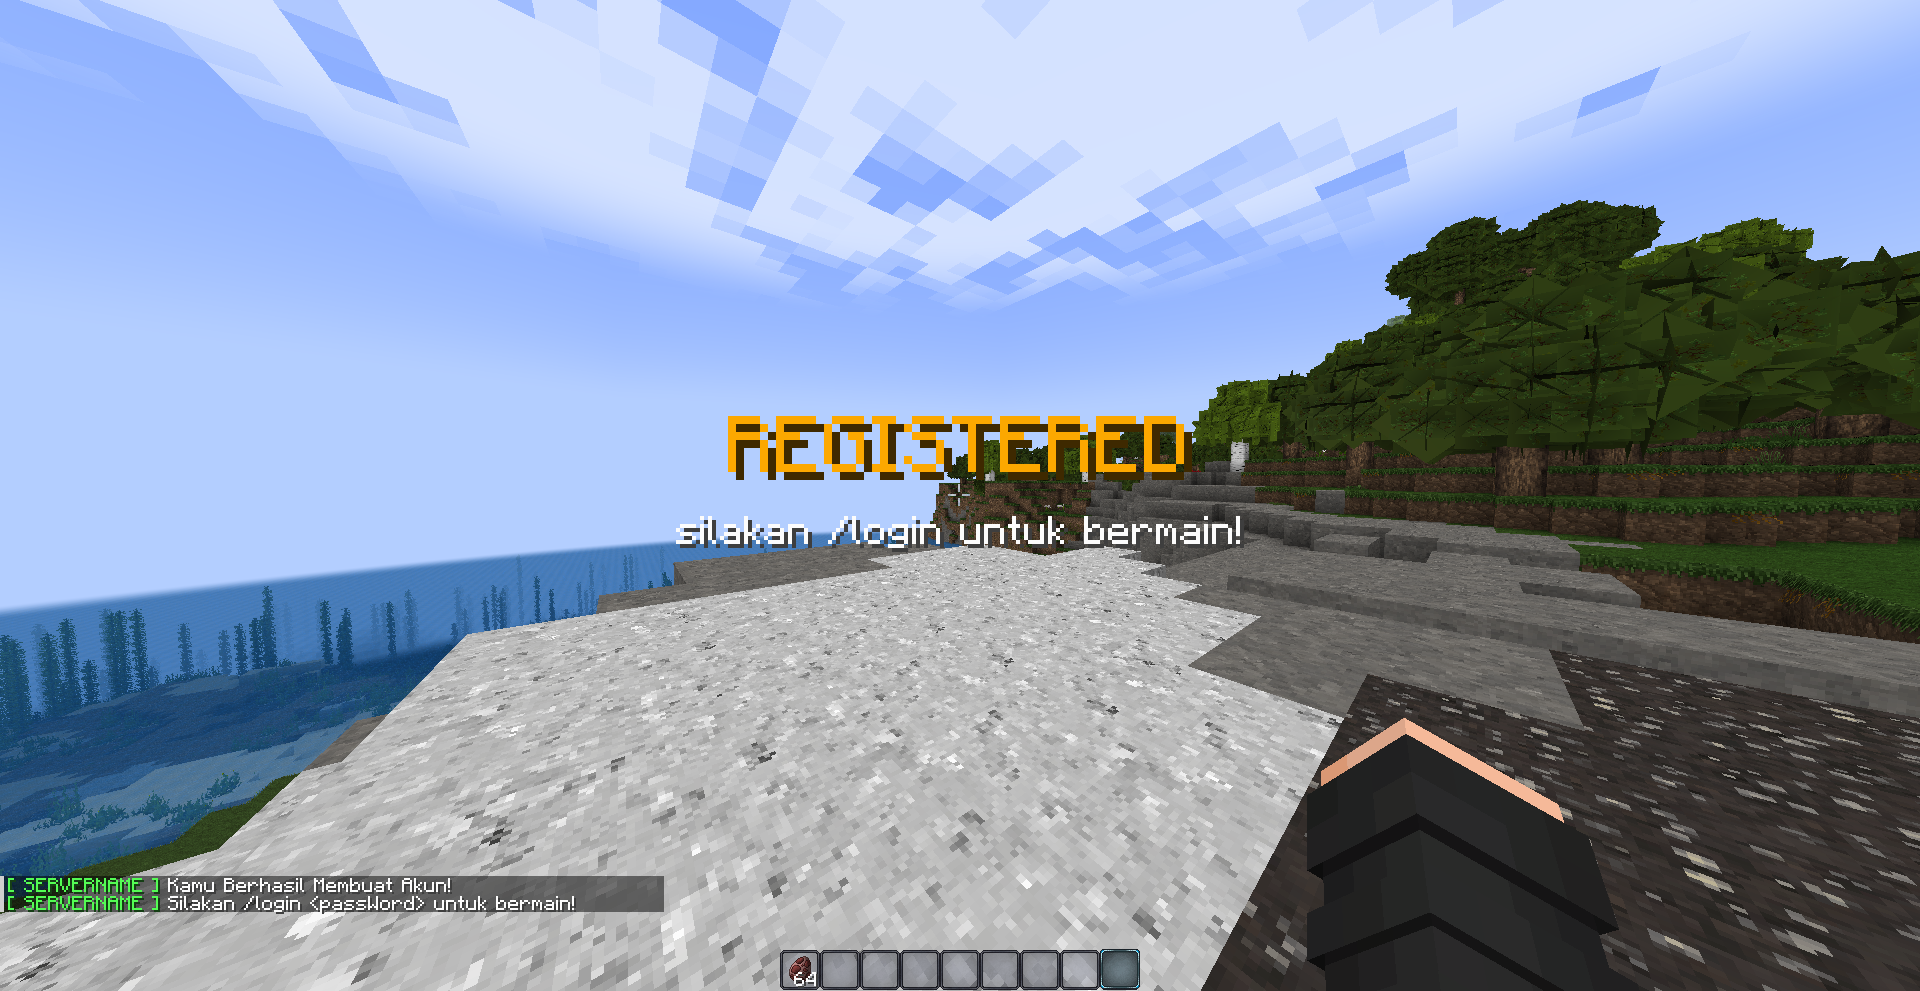 REGISTERED
silakan /login untuk bermain!
[ SERVERNAME ] Kamu Berhasil Membuat Akun!
[ SERVERNAME ] Silakan /login <passWord> untuk bermain!
64